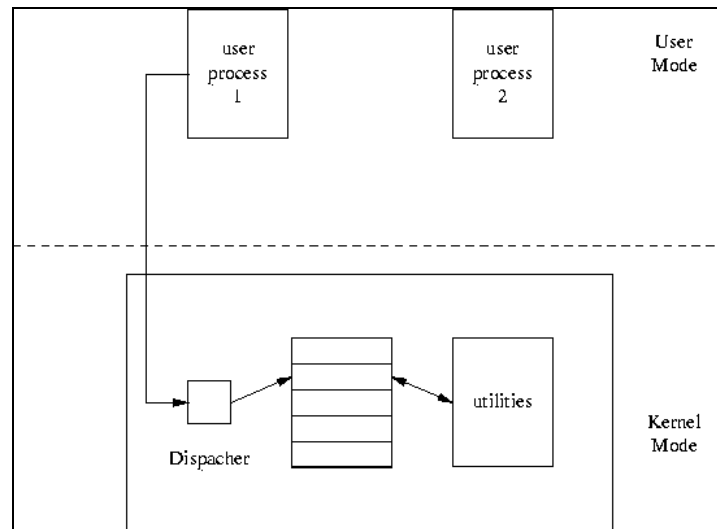 user
process
1
user
process
2
User
Mode
utilities
Dispacher
Kernel
Mode